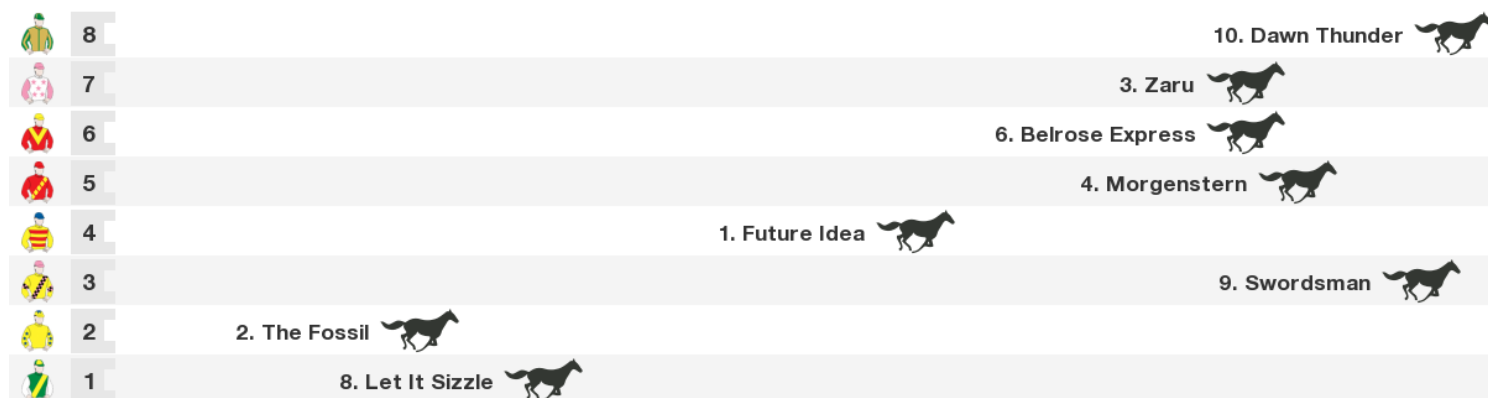 8 10. Dawn Thunder
7 3. Zaru
6 6. Belrose Express
5 4. Morgenstern
4 1. Future Idea
3 9. Swordsman
2 2. The Fossil
1 8. Let It Sizzle